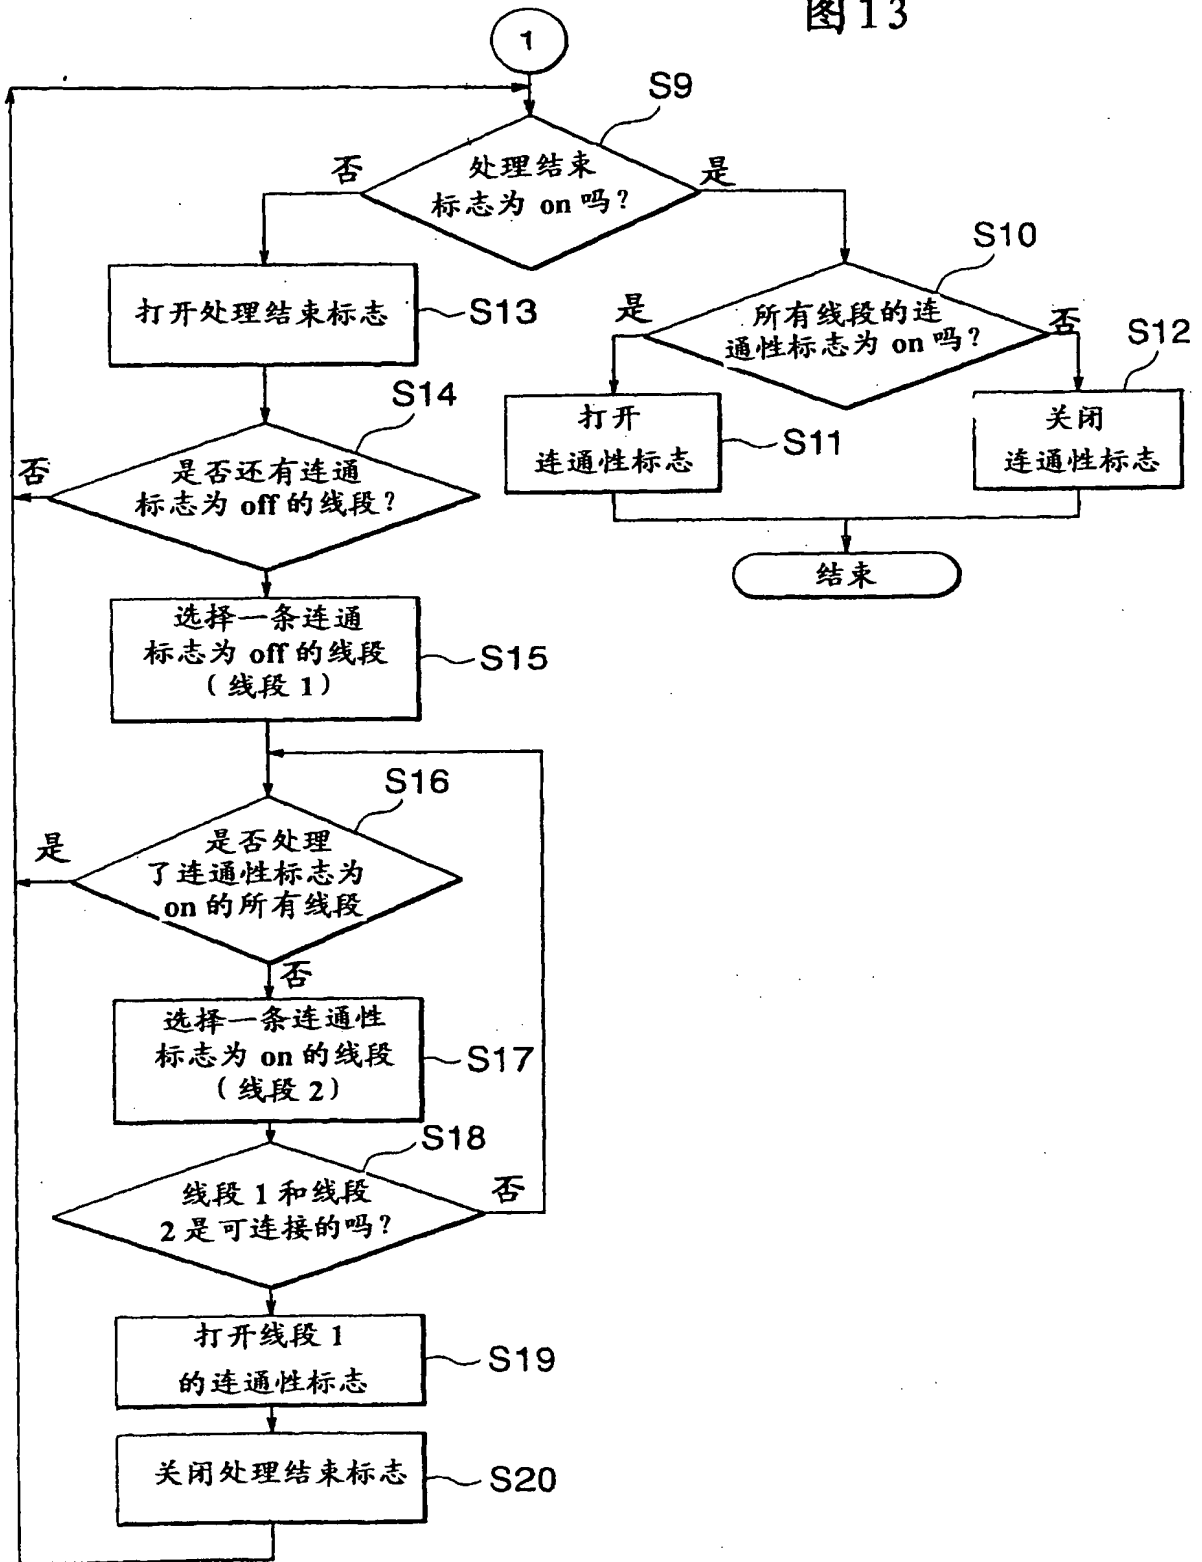 图13
1
S9
处理结束
标志为 on 吗？
否
是
S10
所有线段的连
通性标志为 on 吗？
是
否
打开处理结束标志
S13
S12
打开
连通性标志
S11
关闭
连通性标志
S14
是否还有连通
标志为 off 的线段？
否
结束
选择一条连通
标志为 off 的线段
（线段 1）
S15
S16
是否处理
了连通性标志为
on 的所有线段
是
否
选择一条连通性
标志为 on 的线段
（线段 2）
S17
S18
线段 1 和线段
2 是可连接的吗？
否
打开线段 1
的连通性标志
S19
关闭处理结束标志
S20